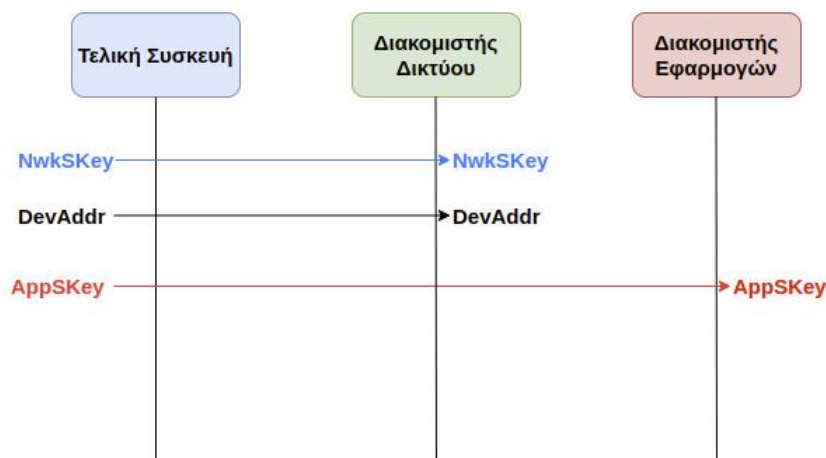 Τελική Συσκευή
Διακομιστής
Δικτύου
Διακομιστής
Εφαρμογών
NwkSKey
NwkSKey
DevAddr
DevAddr
AppSKey
AppSKey